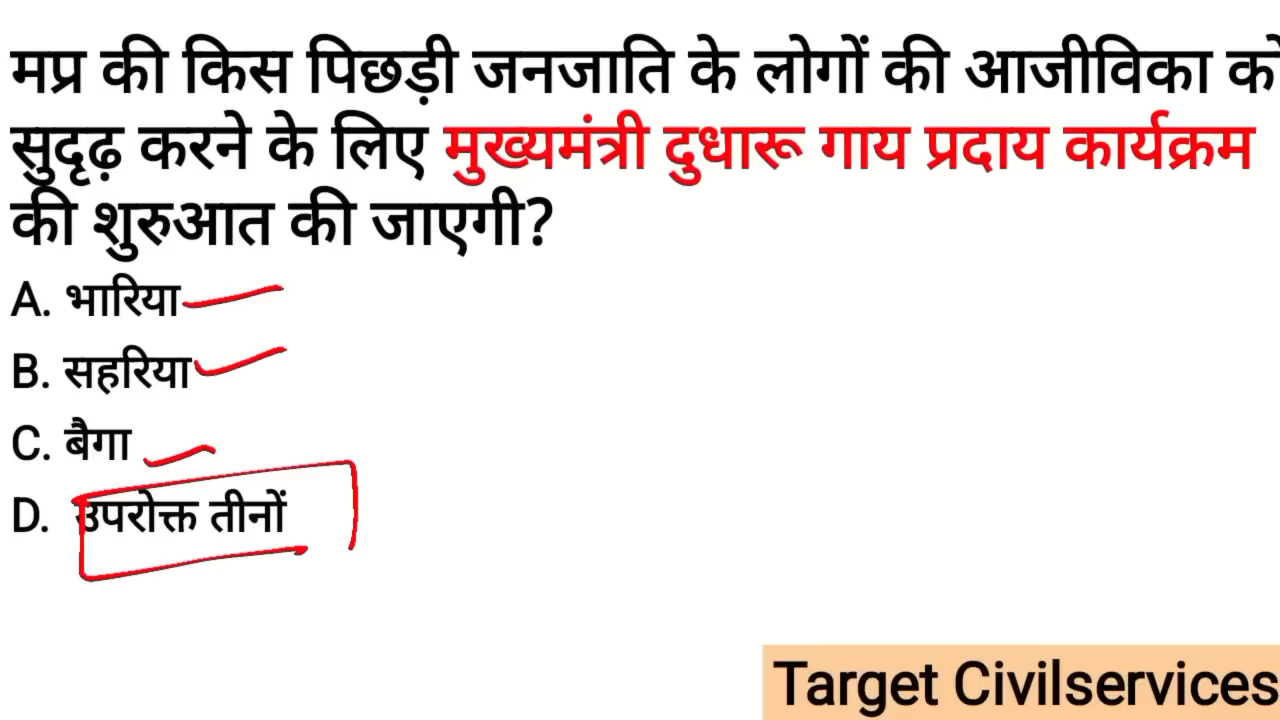 मप्र की किस पिछड़ी जनजाति के लोगों की आजीविका को
सुदृढ़ करने के लिए मुख्यमंत्री दुधारू गाय प्रदाय कार्यक्रम
की शुरुआत की जाएगी?
A. भारिया
B. सहरिया
C. बैगा
D. उपरोक्त तीनों
Target Civilservices